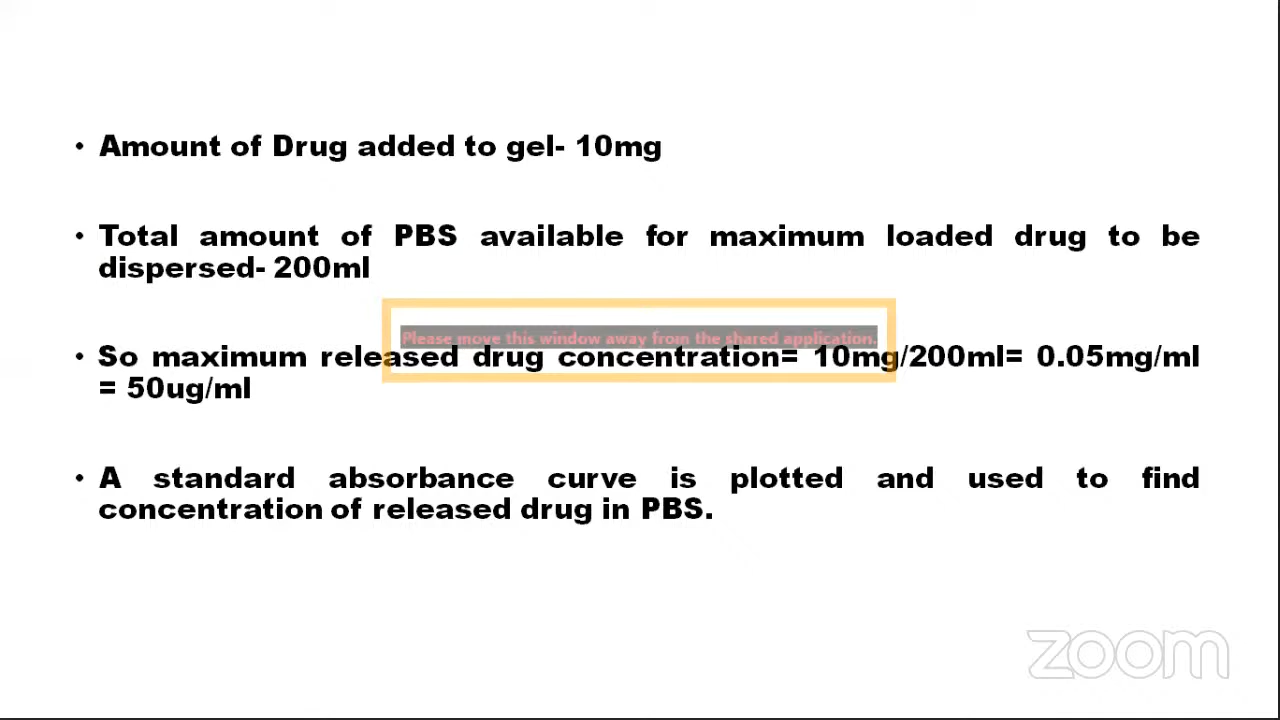 • Amount of Drug added to gel- 10mg
• Total amount of PBS available for maximum loaded drug to be
dispersed- 200ml
Please move this window away from the shared application.
• So maximum released drug concentration= 10mg/200ml= 0.05mg/ml
= 50ug/ml
• A standard absorbance curve is plotted and used to find
concentration of released drug in PBS.
zoom